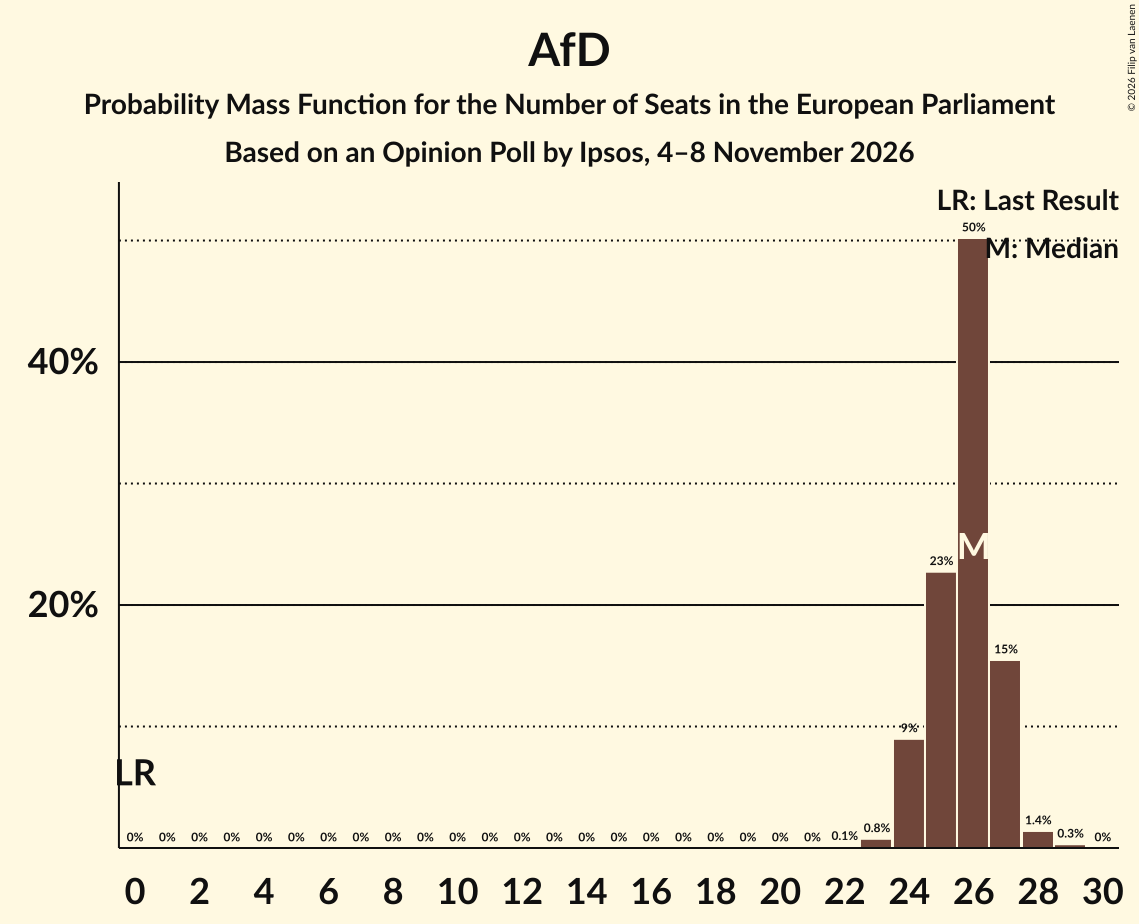 AfD
Probability Mass Function for the Number of Seats in the European Parliament
Based on an Opinion Poll by Ipsos, 4–8 November 2026
© 2026 Filip van Laenen
LR: Last Result
M: Median
50%
40%
M
23%
20%
15%
9%
LR
0% 0% 0% 0% 0% 0% 0% 0% 0% 0% 0% 0% 0% 0% 0% 0% 0% 0% 0% 0% 0% 0% 0.1% 0.8% 1.4% 0.3% 0%
0 2 4 6 8 10 12 14 16 18 20 22 24 26 28 30